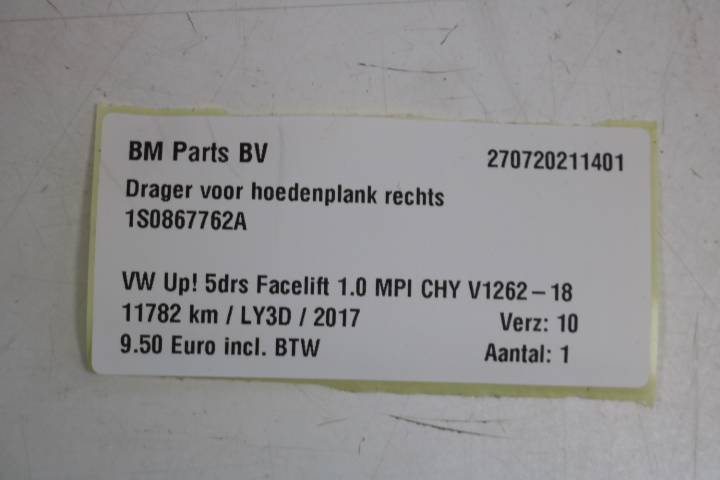 BM Parts BV 270720211401
Drager voor hoedenplank rechts
1S0867762A
VW Up! 5drs Facelift 1.0 MPI CHY V1262-18
11782 km / LY3D / 2017 Verz: 10
9.50 Euro incl. BTW Aantal: 1